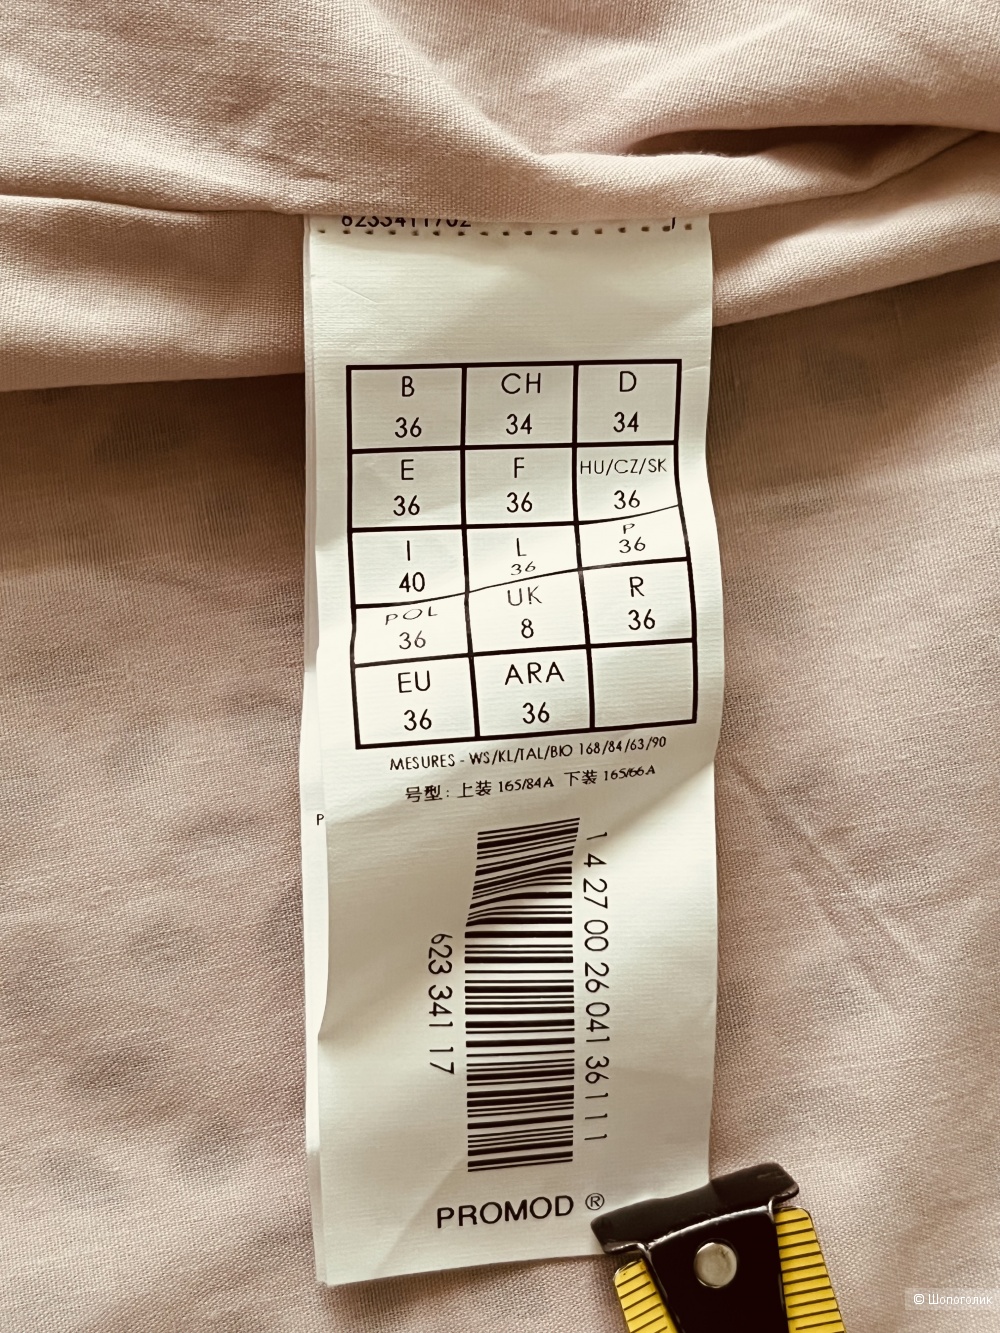 B CH D
36 34 34
E F HU/CZ/SK
36 36 36
I L P
40 36 36
POL UK R
36 8 36
EU ARA
36 36
MESURES - WS/KL/TAL/BIO 168/84/63/90
号型: 上装 165/84A 下装 165/66A
P
1 4 27 00 26 041 36 1 1 1
623 341 17
PROMOD ®
© Шопоголик